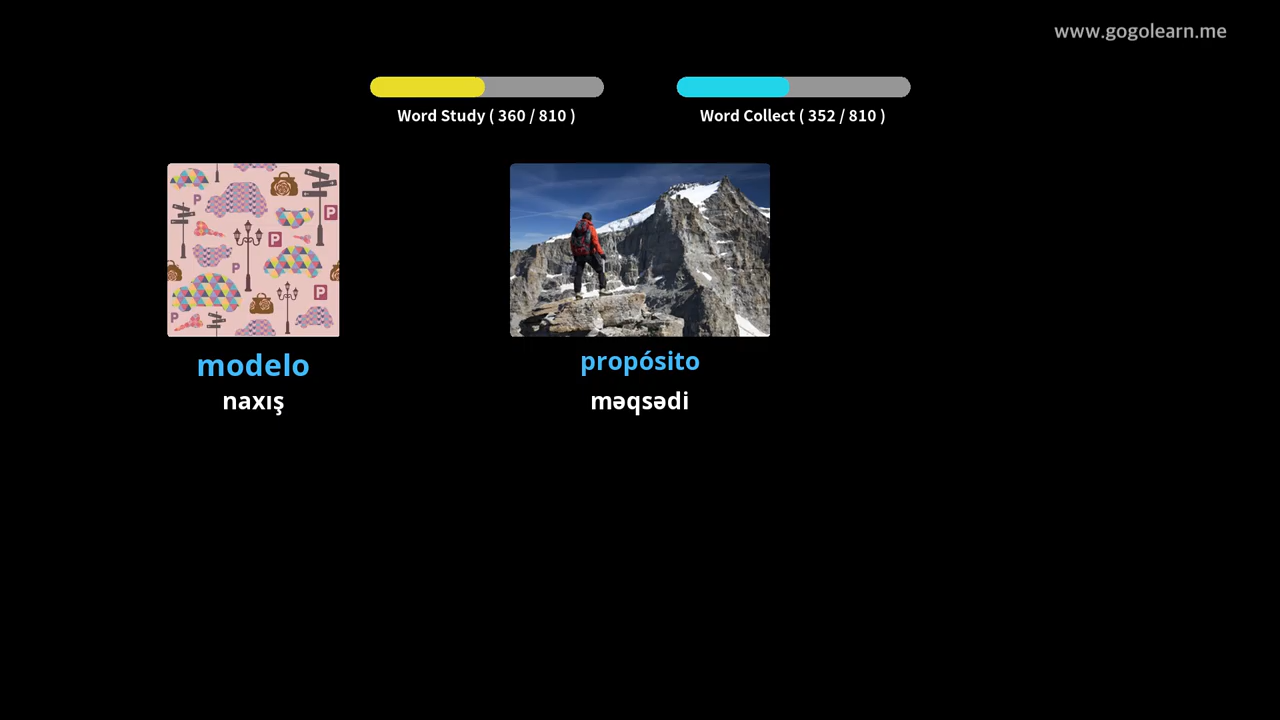 www.gogolearn.me
Word Study ( 360 / 810 )
Word Collect ( 352 / 810 )
P
P
P
P
P
P
modelo
naxış
propósito
məqsədi